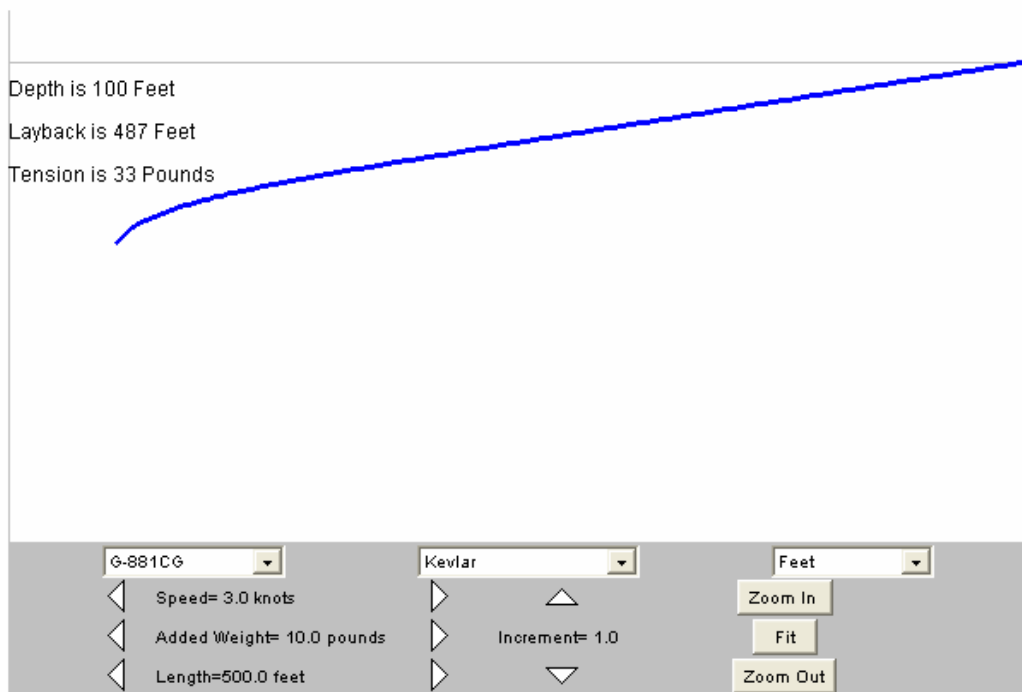 Depth is 100 Feet
Layback is 487 Feet
Tension is 33 Pounds
G-881CG Kevlar Feet
Speed= 3.0 knots Zoom In
Added Weight= 10.0 pounds Increment= 1.0 Fit
Length=500.0 feet Zoom Out